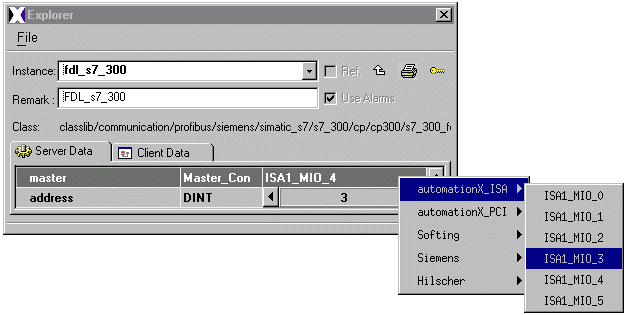 Explorer
File
Instance: fdl_s7_300 Ref.
Remark : FDL_s7_300 Use Alarms
Class: classlib/communication/profibus/siemens/simatic_s7/s7_300/cp/cp300/s7_300_f
Server Data Client Data
master Master_Con ISA1_MIO_4
address DINT 3
automationX_ISA
automationX_PCI
Softing
Siemens
Hilscher
ISA1_MIO_0
ISA1_MIO_1
ISA1_MIO_2
ISA1_MIO_3
ISA1_MIO_4
ISA1_MIO_5